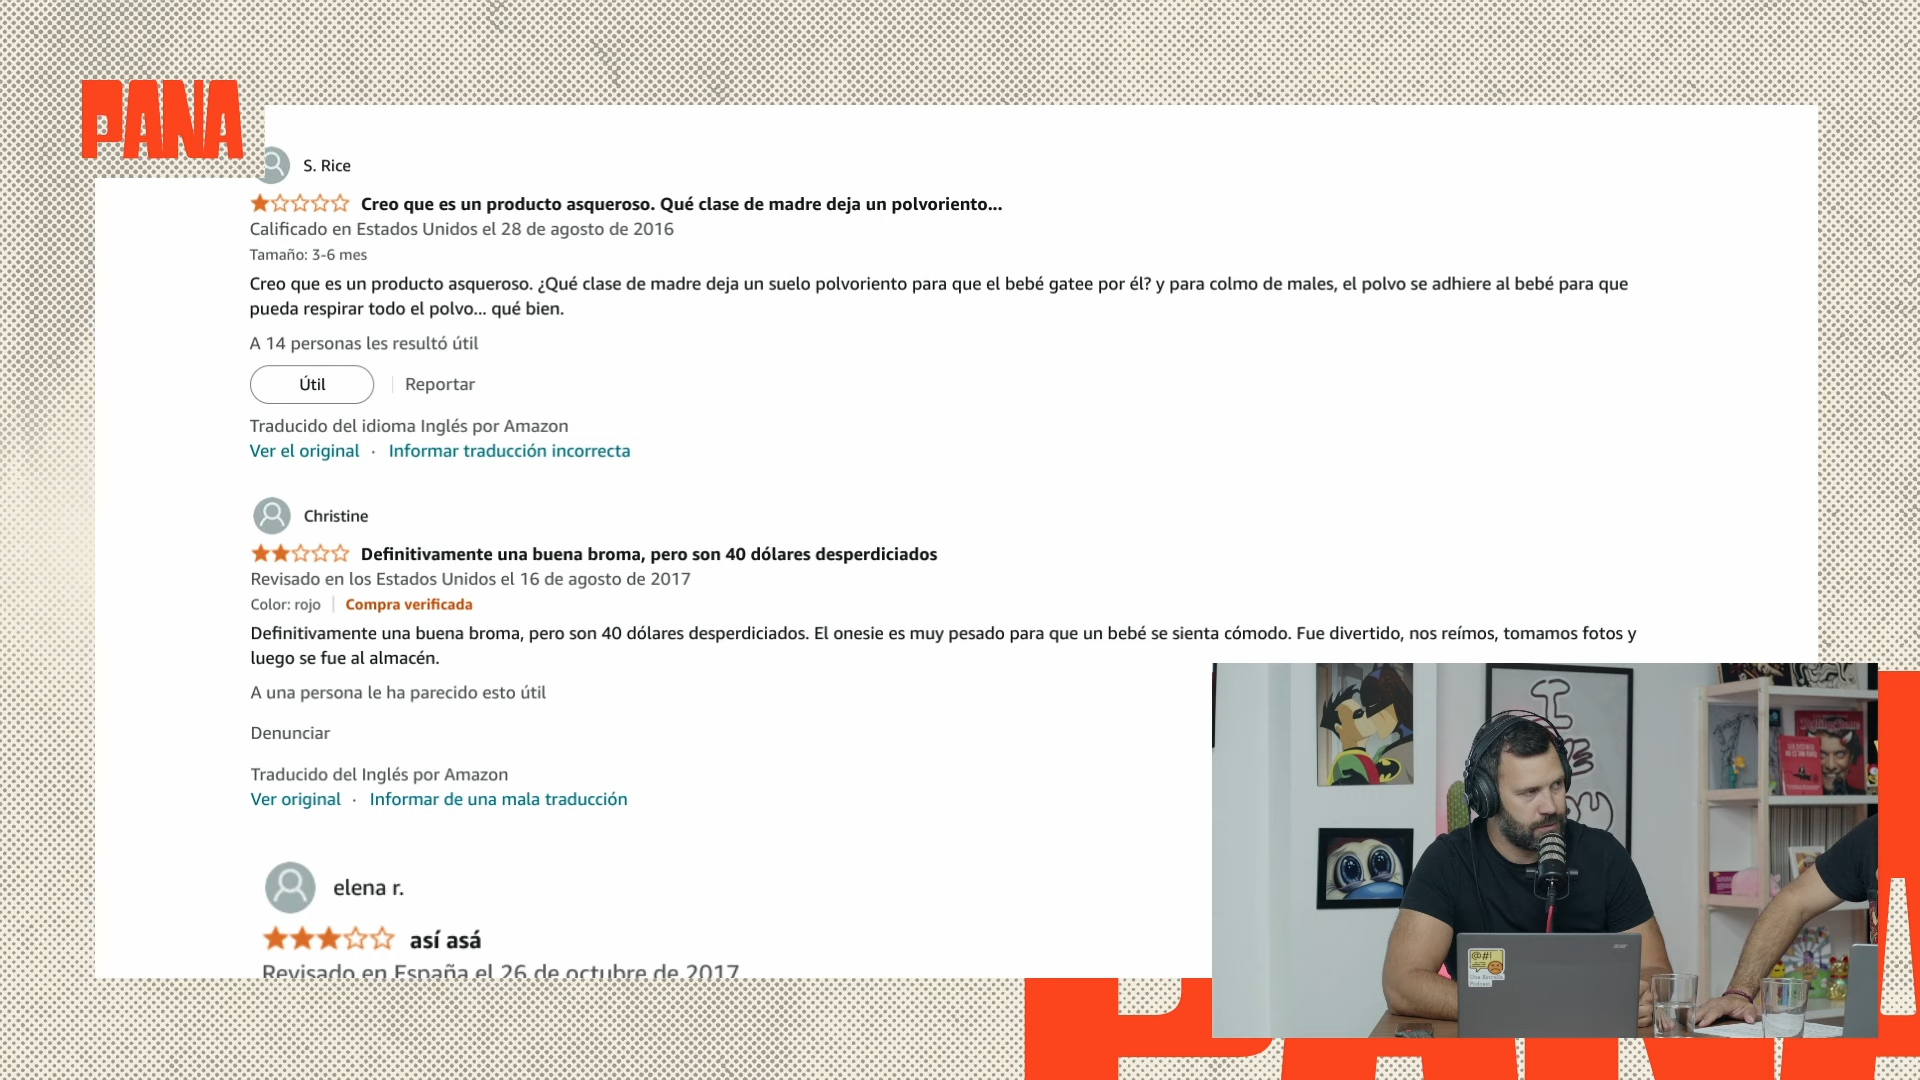 PANA
S. Rice
Creo que es un producto asqueroso. Qué clase de madre deja un polvoriento...
Calificado en Estados Unidos el 28 de agosto de 2016
Tamaño: 3-6 mes
Creo que es un producto asqueroso. ¿Qué clase de madre deja un suelo polvoriento para que el bebé gatee por él? y para colmo de males, el polvo se adhiere al bebé para que
pueda respirar todo el polvo... qué bien.
A 14 personas les resultó útil
Útil
Reportar
Traducido del idioma Inglés por Amazon
Ver el original · Informar traducción incorrecta
Christine
Definitivamente una buena broma, pero son 40 dólares desperdiciados
Revisado en los Estados Unidos el 16 de agosto de 2017
Color: rojo | Compra verificada
Definitivamente una buena broma, pero son 40 dólares desperdiciados. El onesie es muy pesado para que un bebé se sienta cómodo. Fue divertido, nos reímos, tomamos fotos y
luego se fue al almacén.
A una persona le ha parecido esto útil
Denunciar
Traducido del Inglés por Amazon
Ver original · Informar de una mala traducción
elena r.
así asá
Revisado en España el 26 de octubre de 2017
I
YOU
RollingStone
acer
@#!
Una Estrella
Podcast
PANA